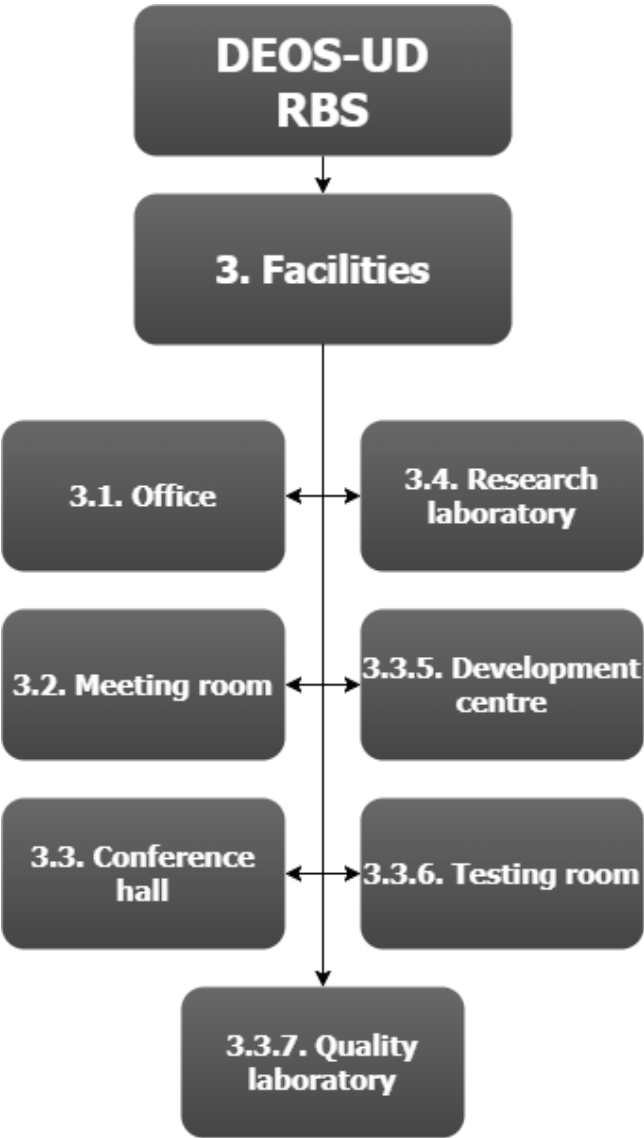 DEOS-UD
RBS
3. Facilities
3.1. Office
3.4. Research
laboratory
3.2. Meeting room
3.3.5. Development
centre
3.3. Conference
hall
3.3.6. Testing room
3.3.7. Quality
laboratory